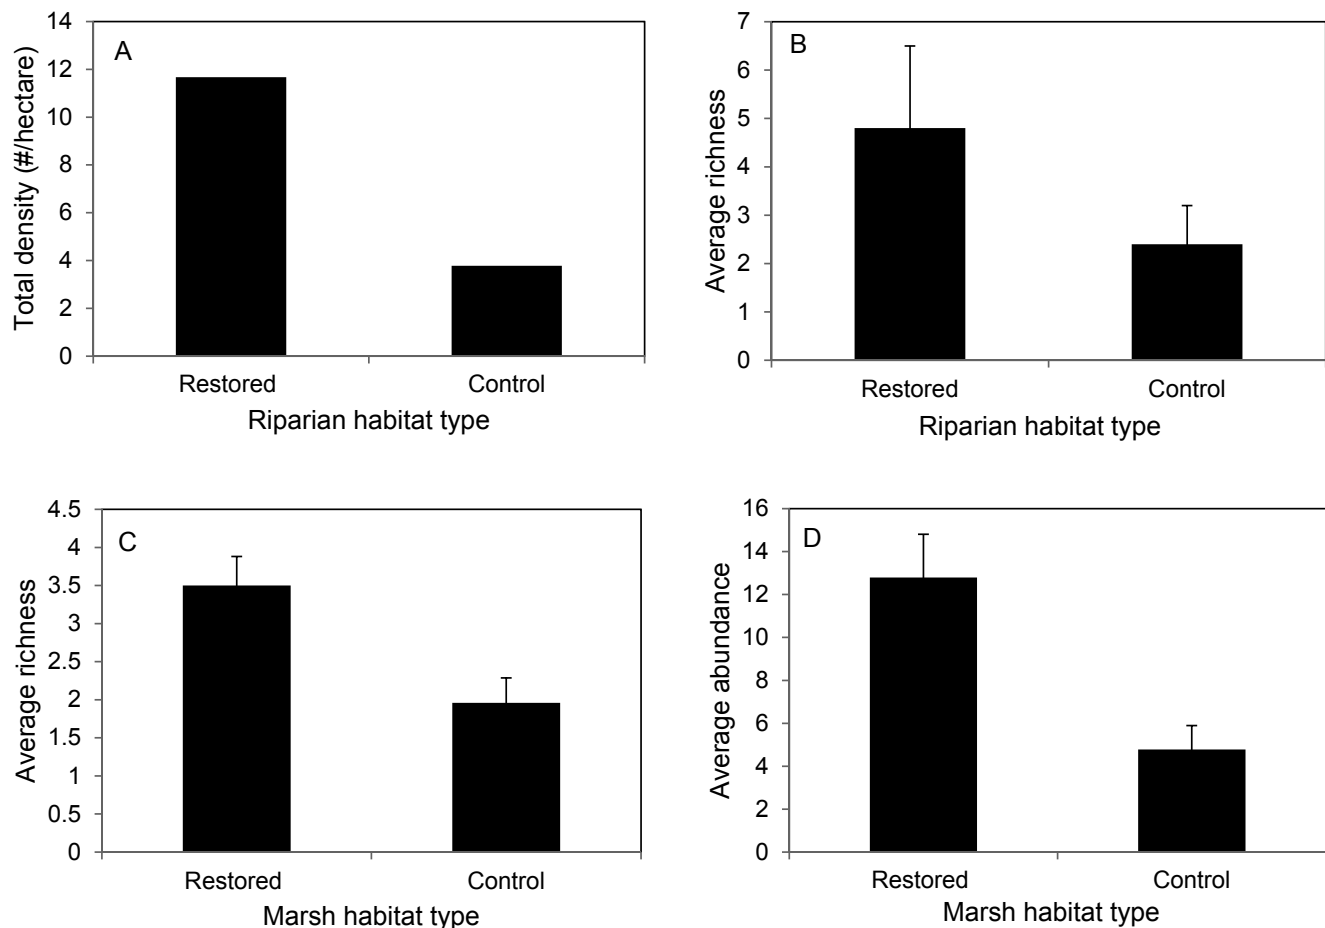 A
Total density (#/hectare)
14
12
10
8
6
4
2
0
Restored Control
Riparian habitat type
B
Average richness
7
6
5
4
3
2
1
0
Restored Control
Riparian habitat type
C
Average richness
4.5
4
3.5
3
2.5
2
1.5
1
0.5
0
Restored Control
Marsh habitat type
D
Average abundance
16
14
12
10
8
6
4
2
0
Restored Control
Marsh habitat type